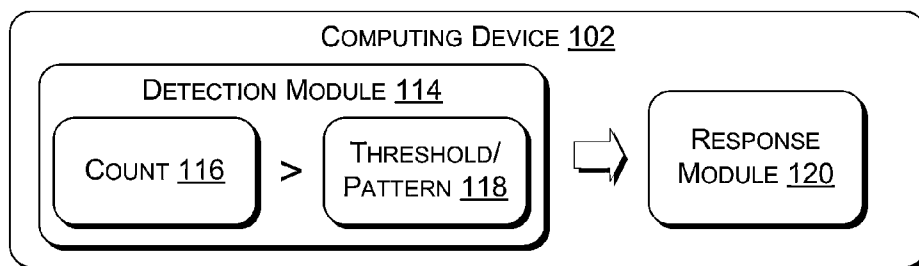 COMPUTING DEVICE 102
DETECTION MODULE 114
COUNT 116
>
THRESHOLD/
PATTERN 118
RESPONSE
MODULE 120